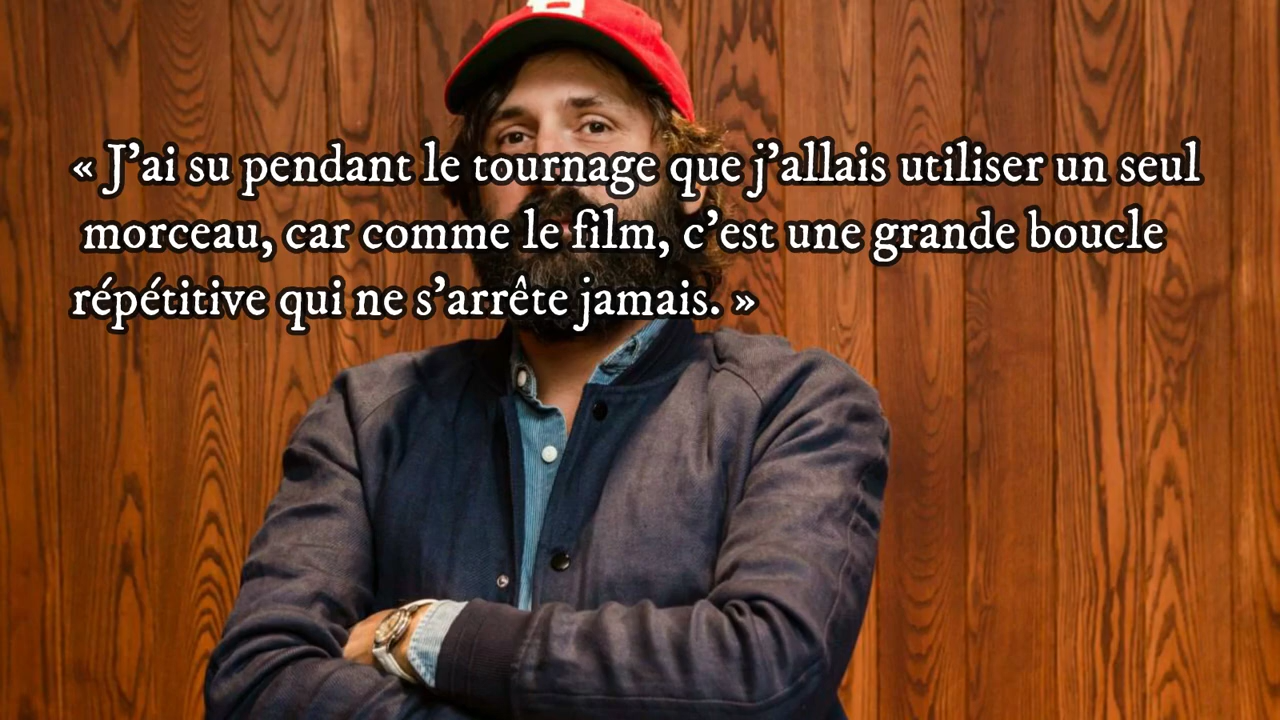 « J’ai su pendant le tournage que j’allais utiliser un seul
morceau, car comme le film, c’est une grande boucle
répétitive qui ne s’arrête jamais. »